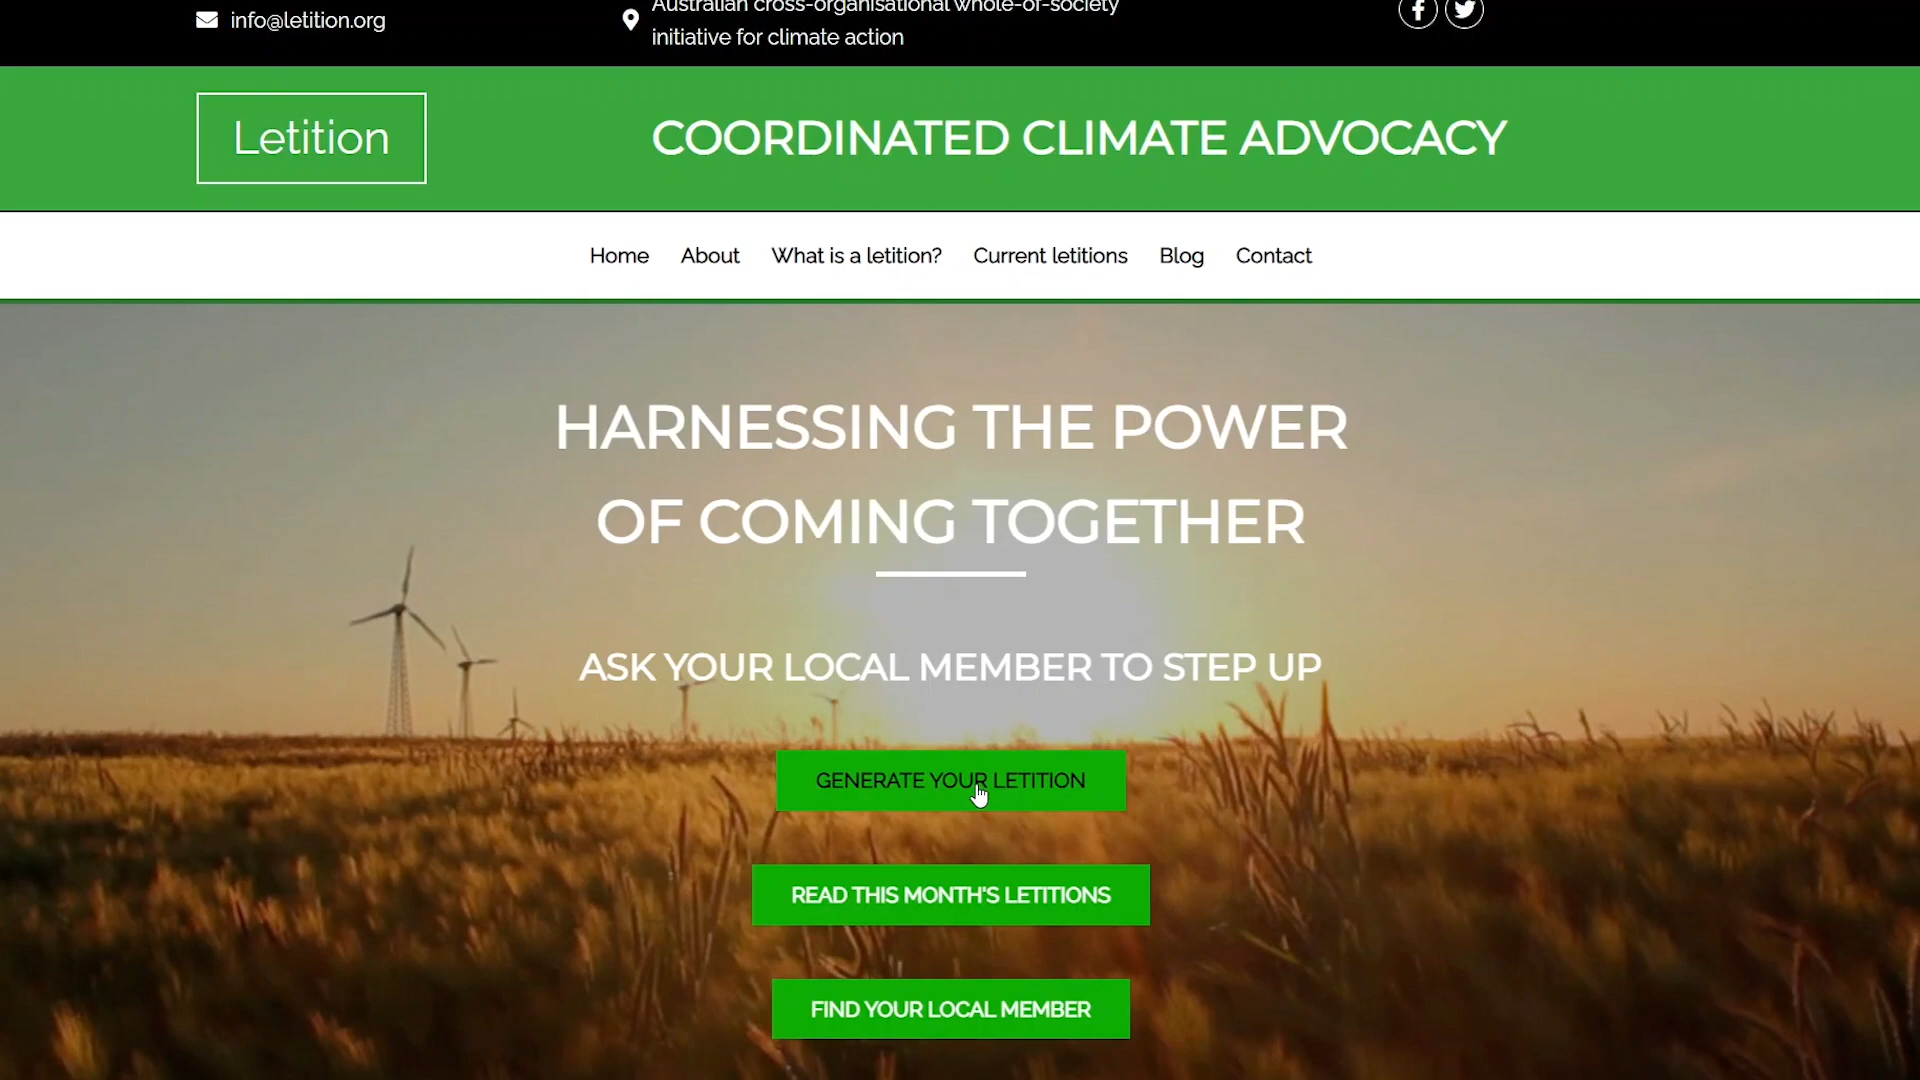 info@letition.org
Australian cross-organisational whole-of-society
initiative for climate action
Letition
COORDINATED CLIMATE ADVOCACY
Home
About
What is a letition?
Current letitions
Blog
Contact
HARNESSING THE POWER
OF COMING TOGETHER
ASK YOUR LOCAL MEMBER TO STEP UP
GENERATE YOUR LETITION
READ THIS MONTH'S LETITIONS
FIND YOUR LOCAL MEMBER